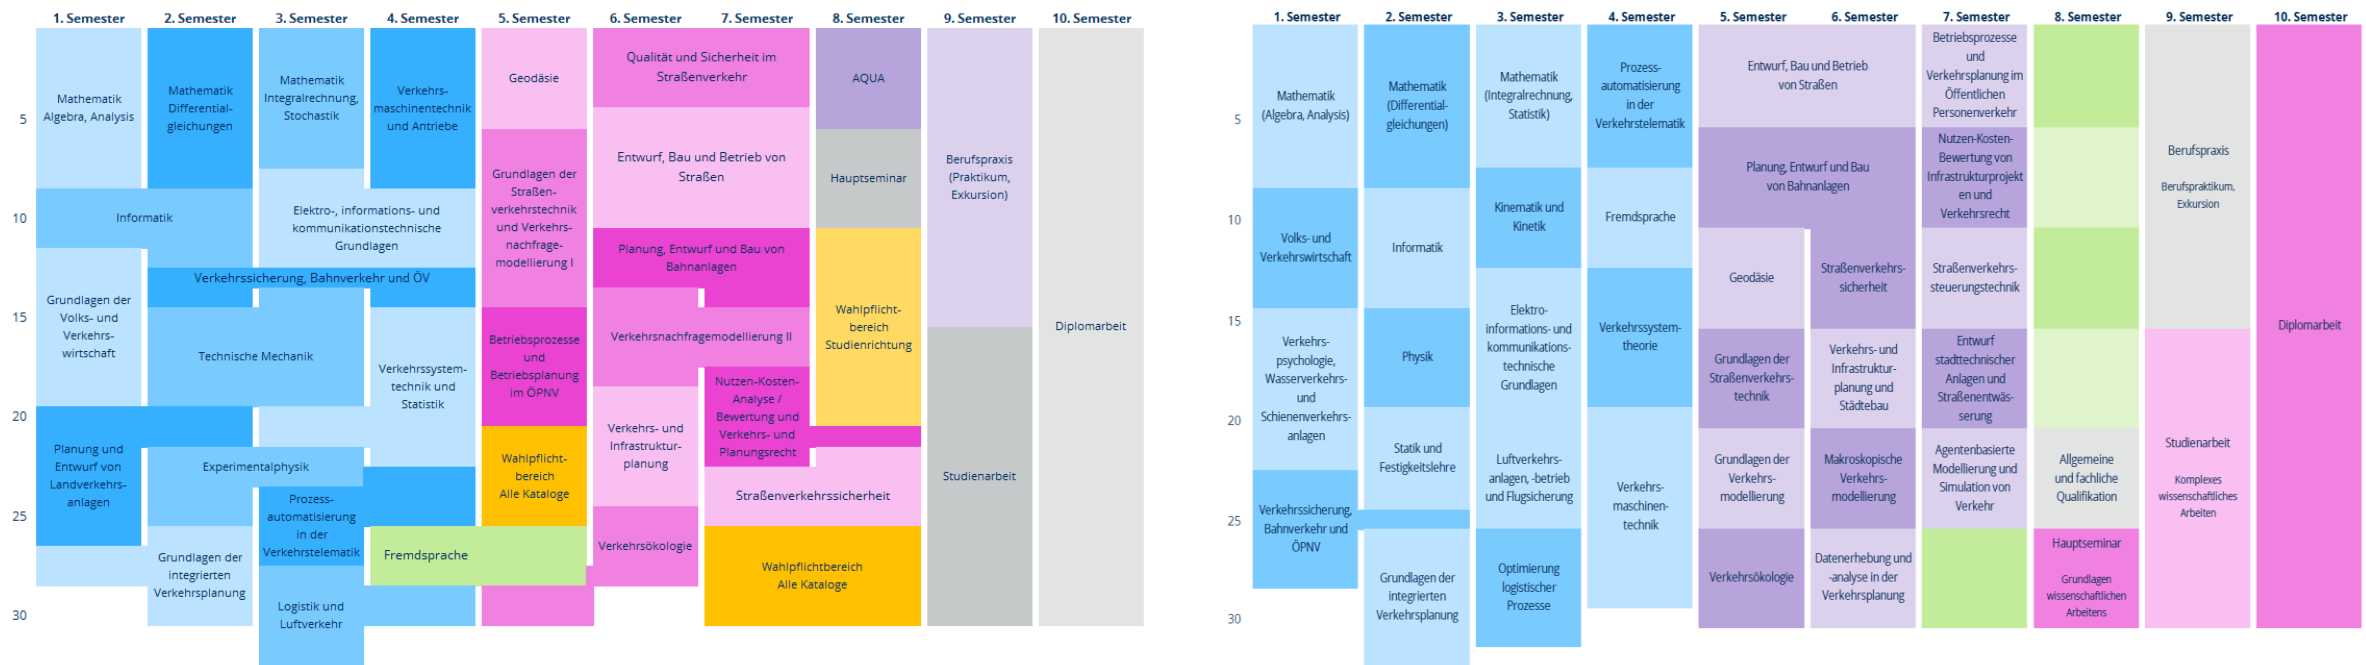 1. Semester
2. Semester
3. Semester
4. Semester
5. Semester
6. Semester
7. Semester
8. Semester
9. Semester
10. Semester
5
10
15
20
25
30
Mathematik
Algebra, Analysis
Grundlagen der
Volks- und
Verkehrs-
wirtschaft
Planung und
Entwurf von
Landverkehrs-
anlagen
Mathematik
Differential-
gleichungen
Informatik
Verkehrssicherung, Bahnverkehr und ÖV
Technische Mechanik
Experimentalphysik
Grundlagen der
integrierten
Verkehrsplanung
Mathematik
Integralrechnung,
Stochastik
Elektro-, informations- und
kommunikationstechnische
Grundlagen
Prozess-
automatisierung
in der
Verkehrstelematik
Logistik und
Luftverkehr
Verkehrs-
maschinentechnik
und Antriebe
Verkehrssystem-
technik und
Statistik
Fremdsprache
Geodäsie
Grundlagen der
Straßen-
verkehrstechnik
und Verkehrs-
nachfrage-
modellierung I
Betriebsprozesse
und
Betriebsplanung
im ÖPNV
Wahlpflicht-
bereich
Alle Kataloge
Qualität und Sicherheit im
Straßenverkehr
Entwurf, Bau und Betrieb von
Straßen
Planung, Entwurf und Bau von
Bahnanlagen
Verkehrsnachfragemodellierung II
Verkehrs- und
Infrastruktur-
planung
Verkehrsökologie
Nutzen-Kosten-
Analyse /
Bewertung und
Verkehrs- und
Planungsrecht
Straßenverkehrssicherheit
Wahlpflichtbereich
Alle Kataloge
AQUA
Hauptseminar
Wahlpflicht-
bereich
Studienrichtung
Berufspraxis
(Praktikum,
Exkursion)
Studienarbeit
Diplomarbeit
1. Semester
2. Semester
3. Semester
4. Semester
5. Semester
6. Semester
7. Semester
8. Semester
9. Semester
10. Semester
5
10
15
20
25
30
Mathematik
(Algebra, Analysis)
Volks- und
Verkehrswirtschaft
Verkehrs-
psychologie,
Wasserverkehrs-
und
Schienenverkehrs-
anlagen
Verkehrssicherung,
Bahnverkehr und
ÖPNV
Mathematik
(Differential-
gleichungen)
Informatik
Physik
Statik und
Festigkeitslehre
Grundlagen der
integrierten
Verkehrsplanung
Mathematik
(Integralrechnung,
Statistik)
Kinematik und
Kinetik
Elektro-
informations- und
kommunikations-
technische
Grundlagen
Luftverkehrs-
anlagen, -betrieb
und Flugsicherung
Optimierung
logistischer
Prozesse
Prozess-
automatisierung
in der
Verkehrstelematik
Fremdsprache
Verkehrssystem-
theorie
Verkehrs-
maschinen-
technik
Entwurf, Bau und Betrieb
von Straßen
Planung, Entwurf und Bau
von Bahnanlagen
Geodäsie
Grundlagen der
Straßenverkehrs-
technik
Grundlagen der
Verkehrs-
modellierung
Verkehrsökologie
Straßenverkehrs-
sicherheit
Verkehrs- und
Infrastruktur-
planung und
Städtebau
Makroskopische
Verkehrs-
modellierung
Datenerhebung und
-analyse in der
Verkehrsplanung
Betriebsprozesse
und
Verkehrsplanung im
Öffentlichen
Personenverkehr
Nutzen-Kosten-
Bewertung von
Infrastrukturprojekt
en und
Verkehrsrecht
Straßenverkehrs-
steuerungstechnik
Entwurf
stadttechnischer
Anlagen und
Straßenentwäs-
serung
Agentenbasierte
Modellierung und
Simulation von
Verkehr
Allgemeine
und fachliche
Qualifikation
Hauptseminar
Grundlagen
wissenschaftlichen
Arbeitens
Berufspraxis
Berufspraktikum,
Exkursion
Studienarbeit
Komplexes
wissenschaftliches
Arbeiten
Diplomarbeit